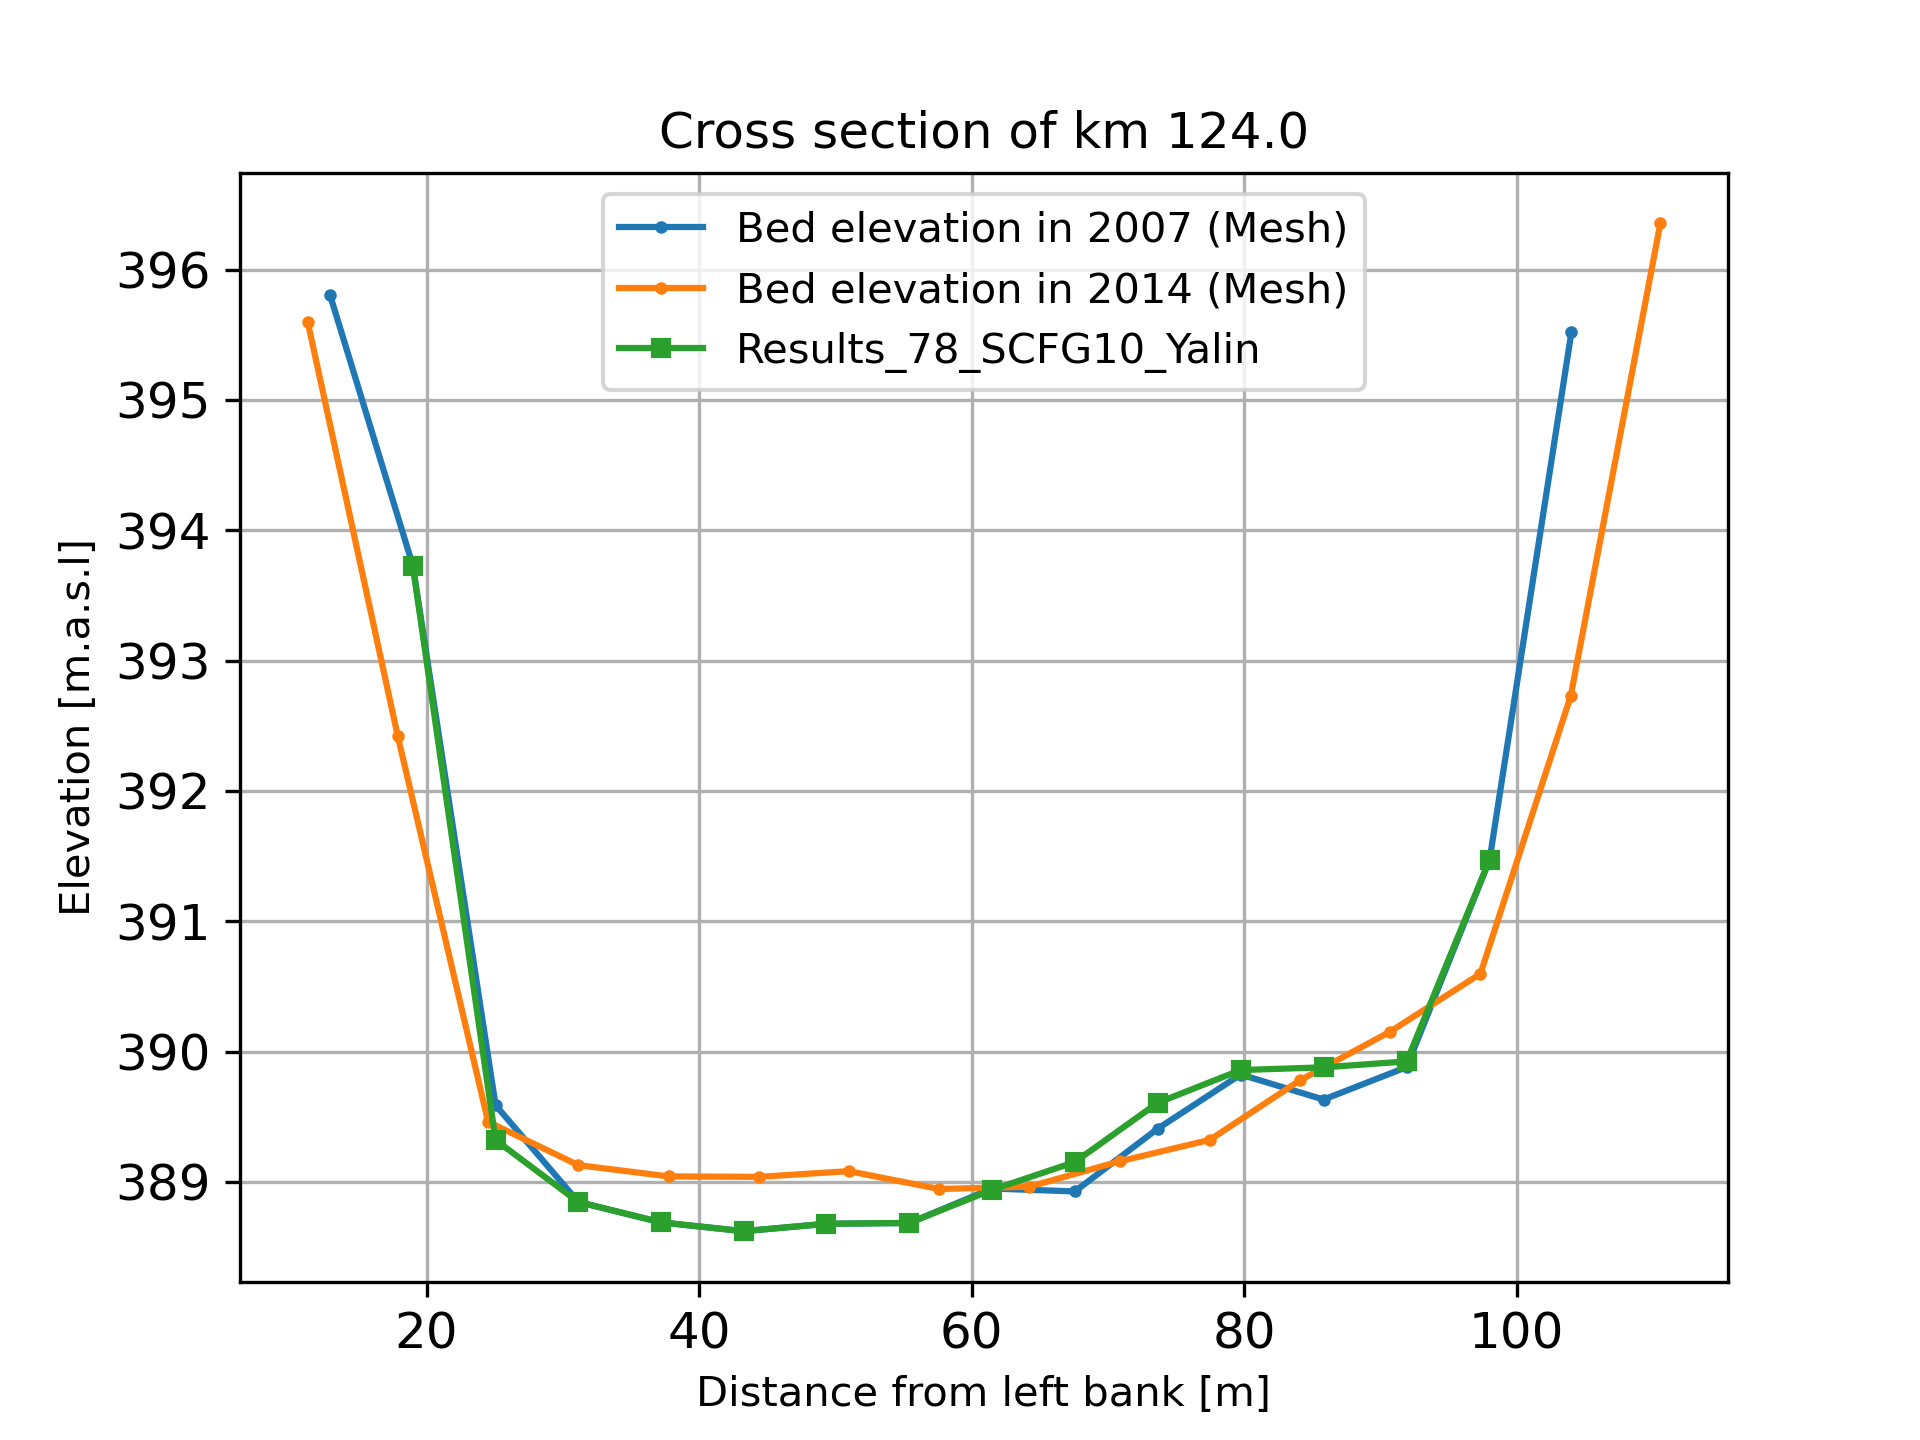 Cross section of km 124.0
Bed elevation in 2007 (Mesh)
Bed elevation in 2014 (Mesh)
Results_78_SCFG10_Yalin
396
395
394
393
392
391
390
389
Elevation [m.a.s.l]
20 40 60 80 100
Distance from left bank [m]